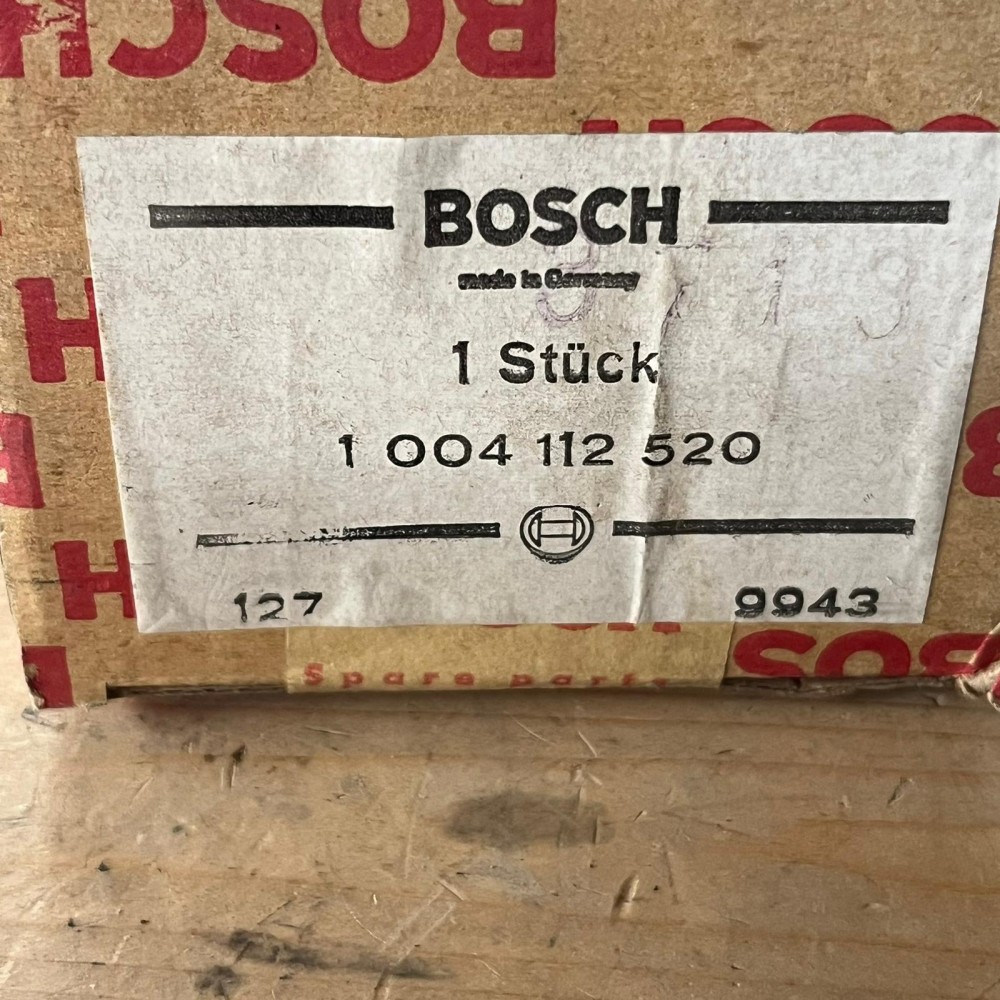 BOSCH
BOSCH
made in Germany
1 Stück
1 004 112 520
127 9943
Spare parts